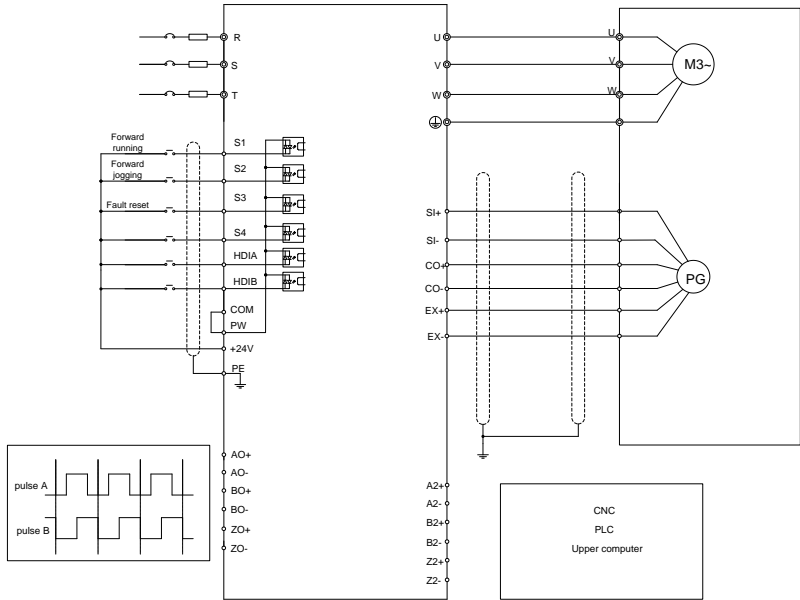 R
S
T
Forward
running
S1
Forward
jogging
S2
Fault reset
S3
S4
HDIA
HDIB
COM
PW
+24V
PE
pulse A
pulse B
AO+
AO-
BO+
BO-
ZO+
ZO-
U
V
W
U
V
W
M3~
SI+
SI-
CO+
CO-
EX+
EX-
PG
A2+
A2-
B2+
B2-
Z2+
Z2-
CNC
PLC
Upper computer